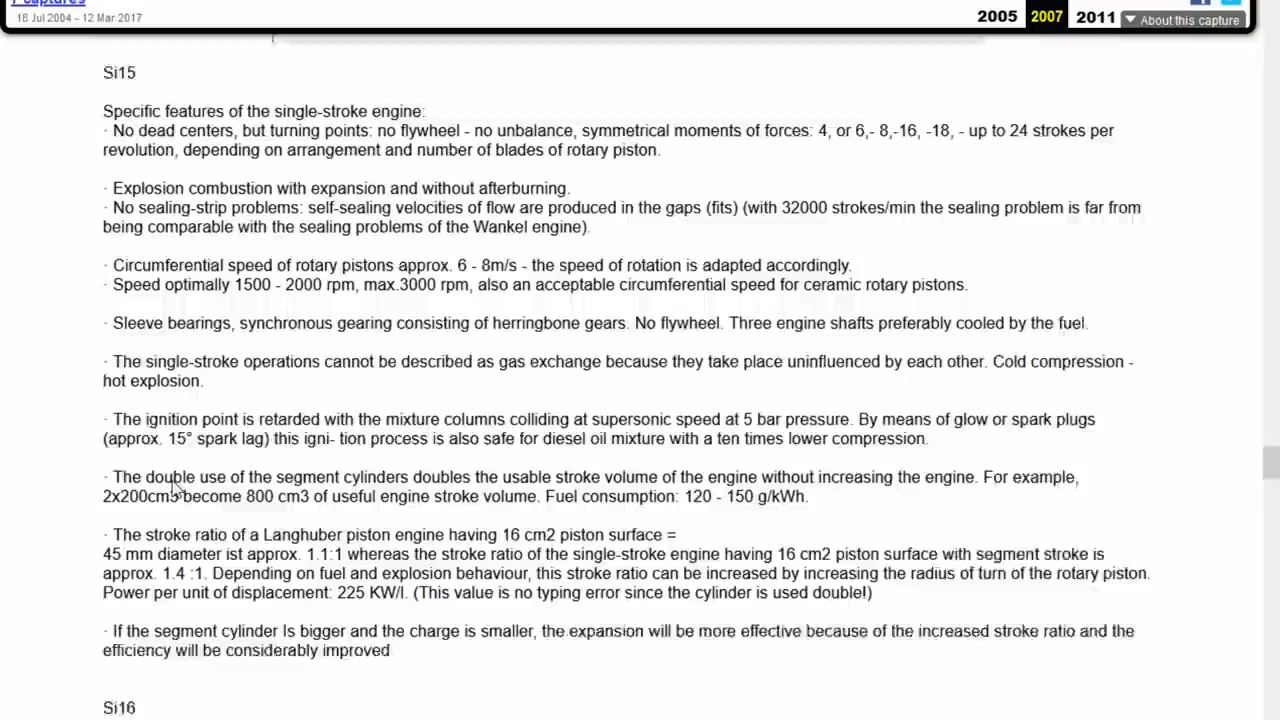 7 captures
18 Jul 2004 - 12 Mar 2017
2005 2007 2011 ▼ About this capture
Si15
Specific features of the single-stroke engine:
· No dead centers, but turning points: no flywheel - no unbalance, symmetrical moments of forces: 4, or 6,- 8,-16, -18, - up to 24 strokes per
revolution, depending on arrangement and number of blades of rotary piston.
· Explosion combustion with expansion and without afterburning.
· No sealing-strip problems: self-sealing velocities of flow are produced in the gaps (fits) (with 32000 strokes/min the sealing problem is far from
being comparable with the sealing problems of the Wankel engine).
· Circumferential speed of rotary pistons approx. 6 - 8m/s - the speed of rotation is adapted accordingly.
· Speed optimally 1500 - 2000 rpm, max.3000 rpm, also an acceptable circumferential speed for ceramic rotary pistons.
· Sleeve bearings, synchronous gearing consisting of herringbone gears. No flywheel. Three engine shafts preferably cooled by the fuel.
· The single-stroke operations cannot be described as gas exchange because they take place uninfluenced by each other. Cold compression -
hot explosion.
· The ignition point is retarded with the mixture columns colliding at supersonic speed at 5 bar pressure. By means of glow or spark plugs
(approx. 15° spark lag) this igni- tion process is also safe for diesel oil mixture with a ten times lower compression.
· The double use of the segment cylinders doubles the usable stroke volume of the engine without increasing the engine. For example,
2x200cm3 become 800 cm3 of useful engine stroke volume. Fuel consumption: 120 - 150 g/kWh.
· The stroke ratio of a Langhuber piston engine having 16 cm2 piston surface =
45 mm diameter ist approx. 1.1:1 whereas the stroke ratio of the single-stroke engine having 16 cm2 piston surface with segment stroke is
approx. 1.4 :1. Depending on fuel and explosion behaviour, this stroke ratio can be increased by increasing the radius of turn of the rotary piston.
Power per unit of displacement: 225 KW/l. (This value is no typing error since the cylinder is used double!)
· If the segment cylinder Is bigger and the charge is smaller, the expansion will be more effective because of the increased stroke ratio and the
efficiency will be considerably improved
Si16